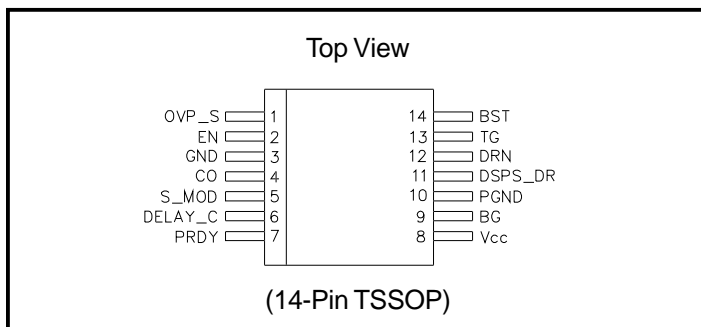 Top View
OVP_S 1 14 BST
EN 2 13 TG
GND 3 12 DRN
CO 4 11 DSPS_DR
S_MOD 5 10 PGND
DELAY_C 6 9 BG
PRDY 7 8 Vcc
(14-Pin TSSOP)